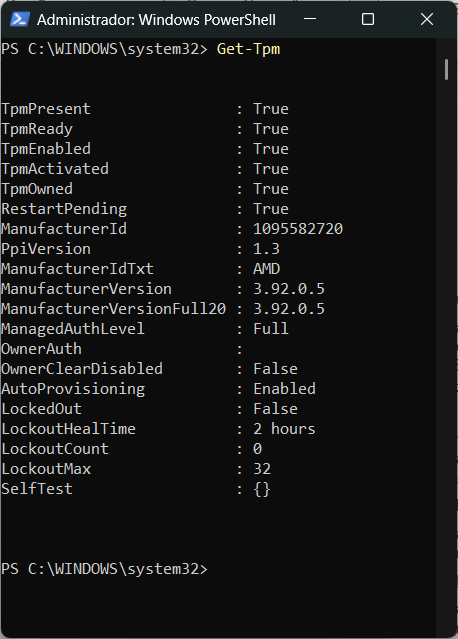 Administrador: Windows PowerShell
PS C:\WINDOWS\system32> Get-Tpm
TpmPresent : True
TpmReady : True
TpmEnabled : True
TpmActivated : True
TpmOwned : True
RestartPending : True
ManufacturerId : 1095582720
PpiVersion : 1.3
ManufacturerIdTxt : AMD
ManufacturerVersion : 3.92.0.5
ManufacturerVersionFull20 : 3.92.0.5
ManagedAuthLevel : Full
OwnerAuth :
OwnerClearDisabled : False
AutoProvisioning : Enabled
LockedOut : False
LockoutHealTime : 2 hours
LockoutCount : 0
LockoutMax : 32
SelfTest : {}
PS C:\WINDOWS\system32>